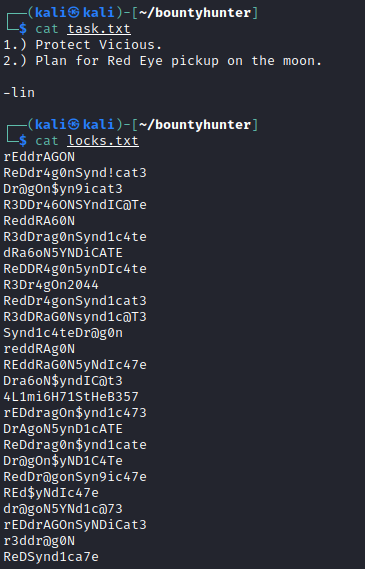 ┌──(kali㉿kali)-[~/bountyhunter]
└─$ cat task.txt
1.) Protect Vicious.
2.) Plan for Red Eye pickup on the moon.

-lin

┌──(kali㉿kali)-[~/bountyhunter]
└─$ cat locks.txt
rEddrAGON
ReDdr4g0nSynd!cat3
Dr@gOn$yn9icat3
R3DDr46ONSYndIC@Te
ReddRA60N
R3dDrag0nSynd1c4te
dRa6oN5YNDiCATE
ReDDR4g0n5ynDIc4te
R3Dr4gOn2044
RedDr4gonSynd1cat3
R3dDRaG0Nsynd1c@T3
Synd1c4teDr@g0n
reddRAg0N
REddRaG0N5yNdIc47e
Dra6oN$yndIC@t3
4L1mi6H71StHeB357
rEDdragOn$ynd1c473
DrAgoN5ynD1cATE
ReDdrag0n$ynd1cate
Dr@gOn$yND1C4Te
RedDr@gonSyn9ic47e
REd$yNdIc47e
dr@goN5YNd1c@73
rEDdrAGOnSyNDiCat3
r3ddr@g0N
ReDSynd1ca7e